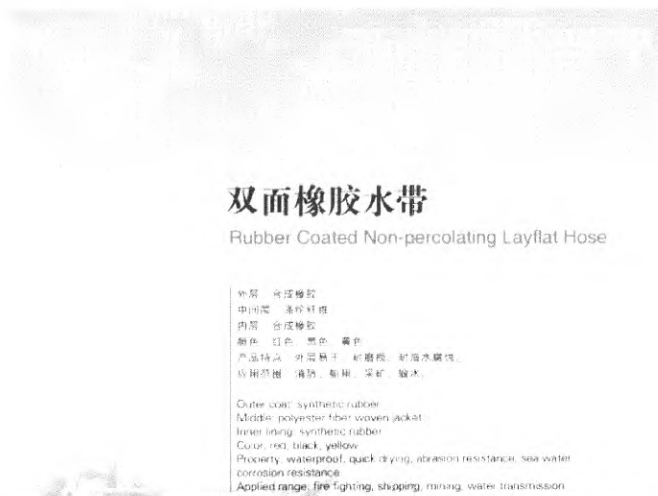 双面橡胶水带
Rubber Coated Non-percolating Layflat Hose
外层 合成橡胶
中间层 涤纶纤维
内层 合成橡胶
颜色 红色、黑色、黄色
产品特点 外层易干、耐磨损、耐海水腐蚀。
应用范围 消防、船用、采矿、输水。
Outer coat: synthetic rubber
Middle: polyester fiber woven jacket
Inner lining: synthetic rubber
Color: red, black, yellow
Property: waterproof, quick drying, abrasion resistance, sea water
corrosion resistance
Applied range: fire fighting, shipping, mining, water transmission